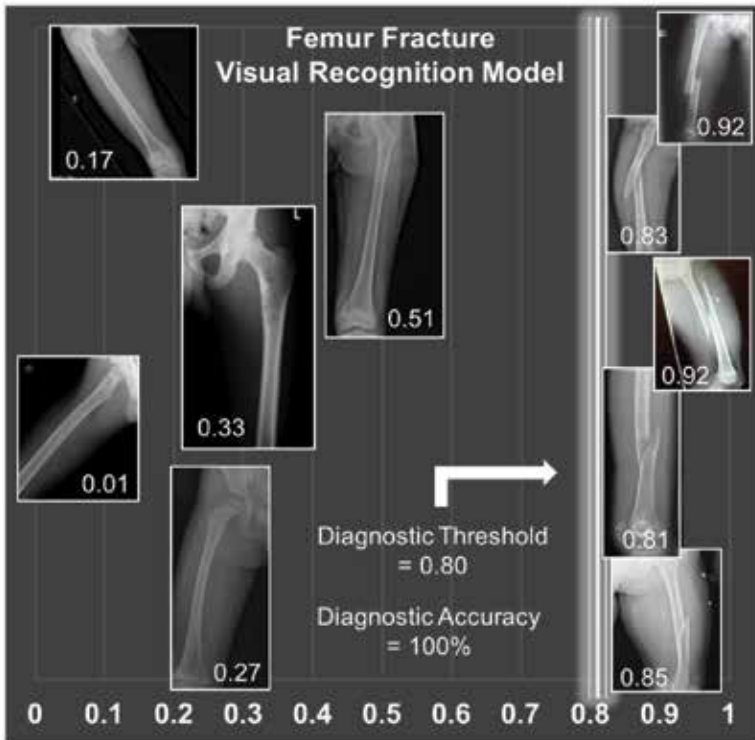 Femur Fracture
Visual Recognition Model
0.17
0.92
0.83
0.51
L
0.92
0.33
0.01
0.81
Diagnostic Threshold
= 0.80
Diagnostic Accuracy
= 100%
0.27
0.85
0 0.1 0.2 0.3 0.4 0.5 0.6 0.7 0.8 0.9 1